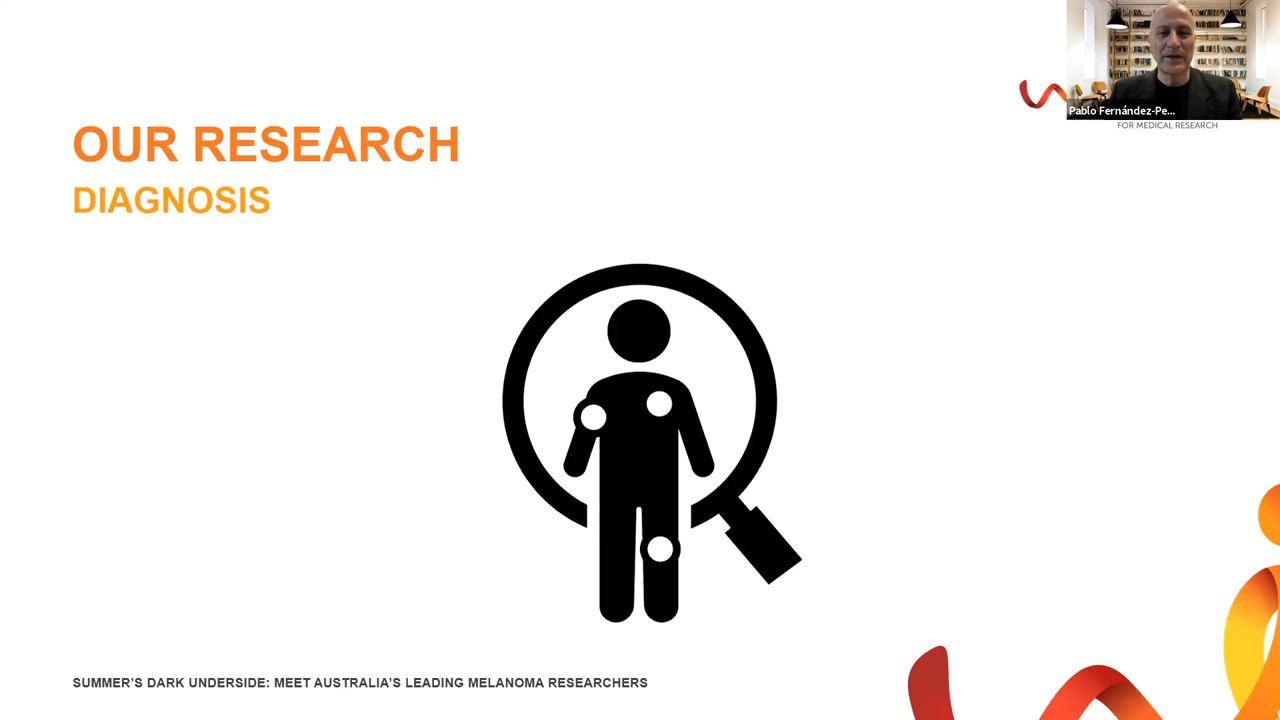 Pablo Fernández-Pe...
FOR MEDICAL RESEARCH
OUR RESEARCH
DIAGNOSIS
SUMMER’S DARK UNDERSIDE: MEET AUSTRALIA’S LEADING MELANOMA RESEARCHERS